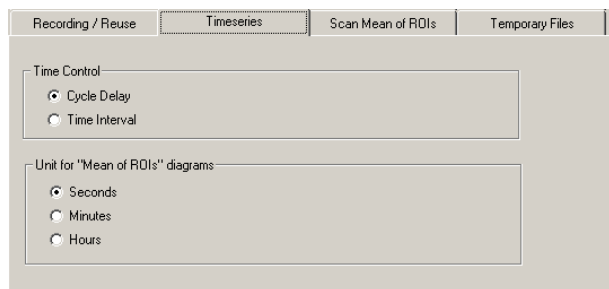 Recording / Reuse Timeseries Scan Mean of ROIs Temporary Files
Time Control
Cycle Delay
Time Interval
Unit for "Mean of ROIs" diagrams
Seconds
Minutes
Hours